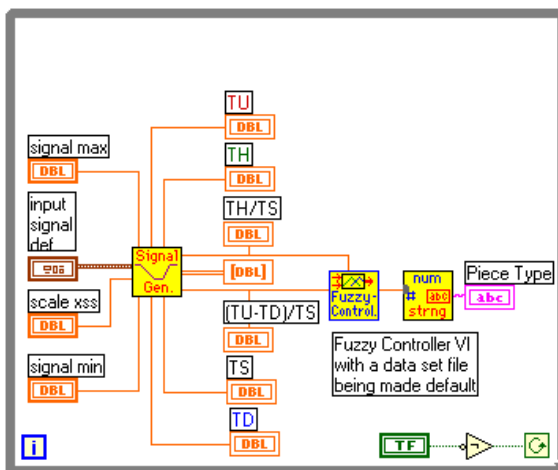 TU
DBL
signal max
DBL
TH
DBL
input
signal
def
TH/TS
DBL
Signal
Gen.
[DBL]
Fuzzy-
Control.
num
# abc
strng
Piece Type
abc
scale xss
DBL
(TU-TD)/TS
DBL
Fuzzy Controller VI
with a data set file
being made default
signal min
DBL
TS
DBL
TD
DBL
i
TF